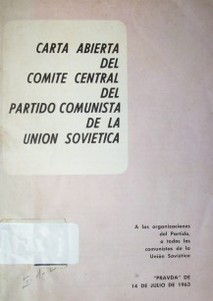 CARTA ABIERTA
DEL
COMITE CENTRAL
DEL
PARTIDO COMUNISTA
DE LA
UNION SOVIETICA
A las organizaciones
del Partido,
a todos los
comunistas de la
Unión Soviética
"PRAVDA" DE
14 DE JULIO DE 1963